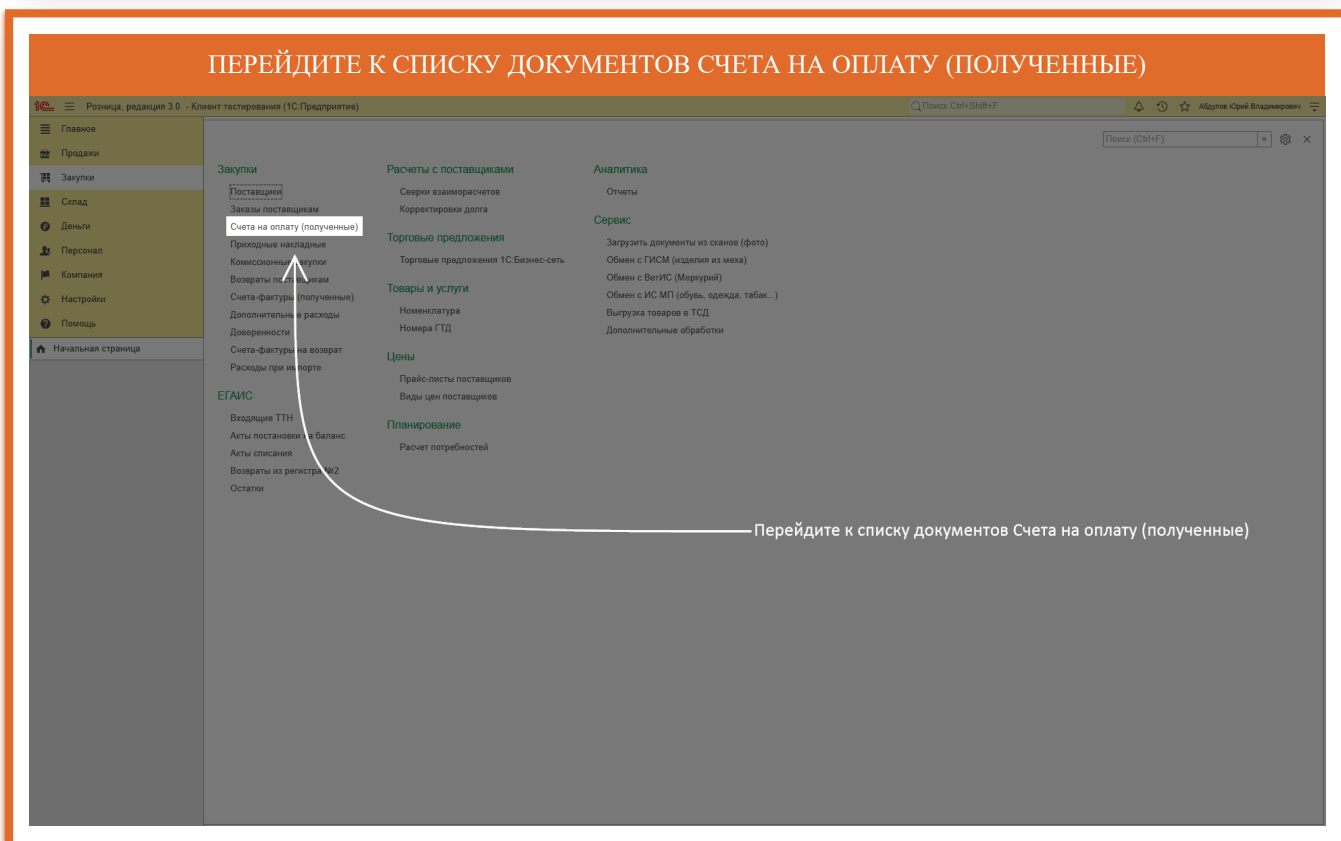 ПЕРЕЙДИТЕ К СПИСКУ ДОКУМЕНТОВ СЧЕТА НА ОПЛАТУ (ПОЛУЧЕННЫЕ)
1С Розница, редакция 3.0 - Клиент тестирования (1С:Предприятие)
Поиск Ctrl+Shift+F
Абдулов Юрий Владимирович
Главное
Продажи
Закупки
Склад
Деньги
Персонал
Компания
Настройки
Помощь
Начальная страница
Поиск (Ctrl+F)
Закупки
Поставщики
Заказы поставщикам
Счета на оплату (полученные)
Приходные накладные
Комиссионные закупки
Возвраты поставщикам
Счета-фактуры (полученные)
Дополнительные расходы
Доверенности
Счета-фактуры на возврат
Расходы при импорте
ЕГАИС
Входящие ТТН
Акты постановки на баланс
Акты списания
Возвраты из регистра №2
Остатки
Расчеты с поставщиками
Сверки взаиморасчетов
Корректировки долга
Торговые предложения
Торговые предложения 1С:Бизнес-сеть
Товары и услуги
Номенклатура
Номера ГТД
Цены
Прайс-листы поставщиков
Виды цен поставщиков
Планирование
Расчет потребностей
Аналитика
Отчеты
Сервис
Загрузить документы из сканов (фото)
Обмен с ГИСМ (изделия из меха)
Обмен с ВетИС (Меркурий)
Обмен с ИС МП (обувь, одежда, табак...)
Выгрузка товаров в ТСД
Дополнительные обработки
Перейдите к списку документов Счета на оплату (полученные)